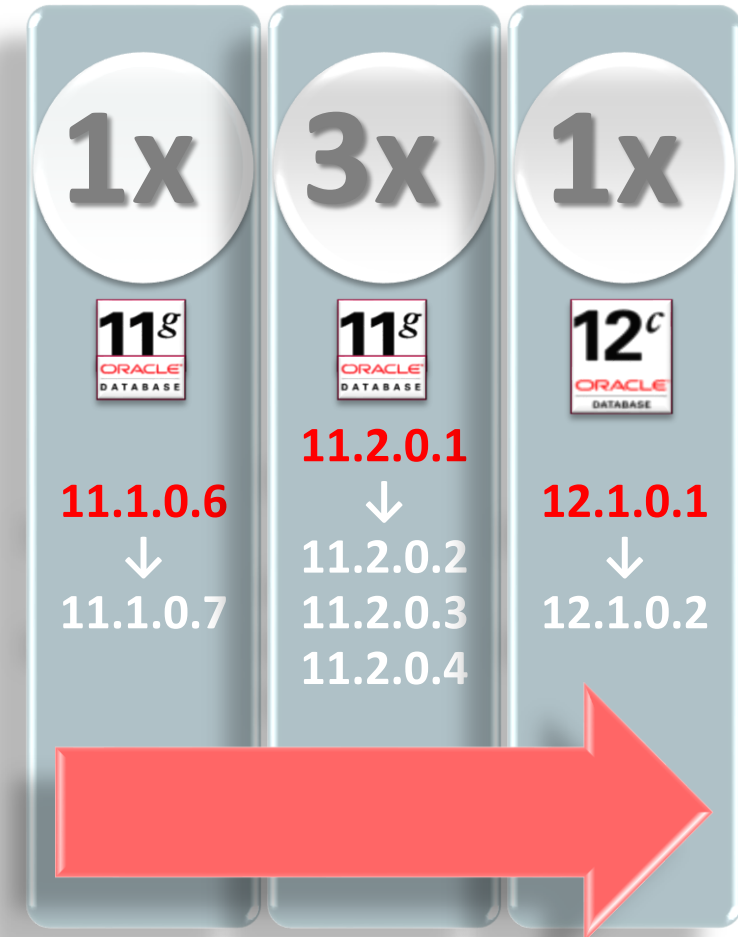 1x
11g
ORACLE
DATABASE
11.1.0.6
↓
11.1.0.7
3x
11g
ORACLE
DATABASE
11.2.0.1
↓
11.2.0.2
11.2.0.3
11.2.0.4
1x
12c
ORACLE
DATABASE
12.1.0.1
↓
12.1.0.2